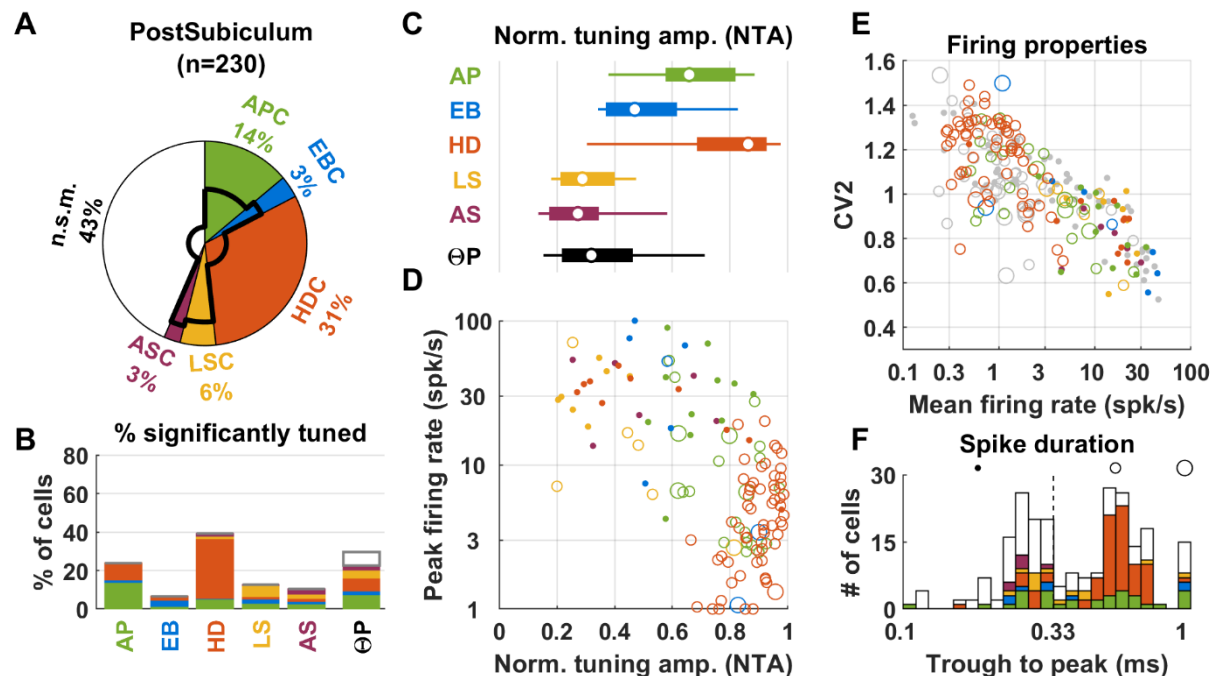 A
PostSubiculum
(n=230)
APC
14%
EBC
3%
HDC
31%
LSC
6%
ASC
3%
n.s.m.
43%
B
% significantly tuned
% of cells
80
60
40
20
0
AP
EB
HD
LS
AS
ΘP
C
Norm. tuning amp. (NTA)
AP
EB
HD
LS
AS
ΘP
D
Peak firing rate (spk/s)
100
30
10
3
1
0 0.2 0.4 0.6 0.8 1
Norm. tuning amp. (NTA)
E
Firing properties
CV2
1.6
1.4
1.2
1
0.8
0.6
0.4
0.1 0.3 1 3 10 30 100
Mean firing rate (spk/s)
F
Spike duration
# of cells
30
15
0
0.1 0.33 1
Trough to peak (ms)